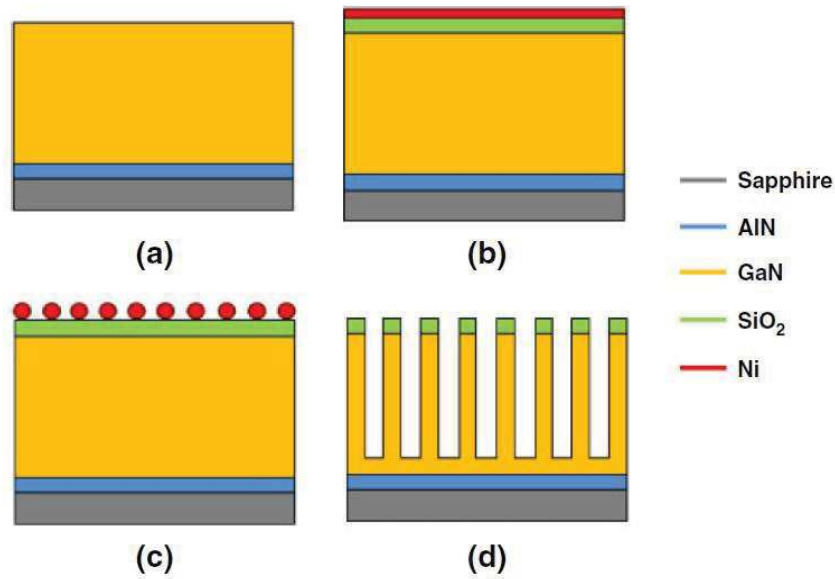 (a)
(b)
Sapphire
AlN
GaN
SiO₂
Ni
(c)
(d)